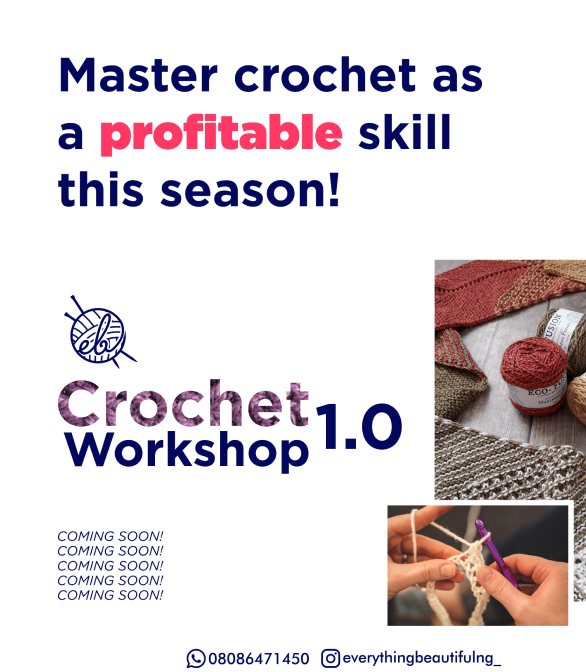 Master crochet as
a profitable skill
this season!
eb
Crochet
Workshop 1.0
FUSION
ECO-
COMING SOON!
COMING SOON!
COMING SOON!
COMING SOON!
COMING SOON!
08086471450 everythingbeautifulng_